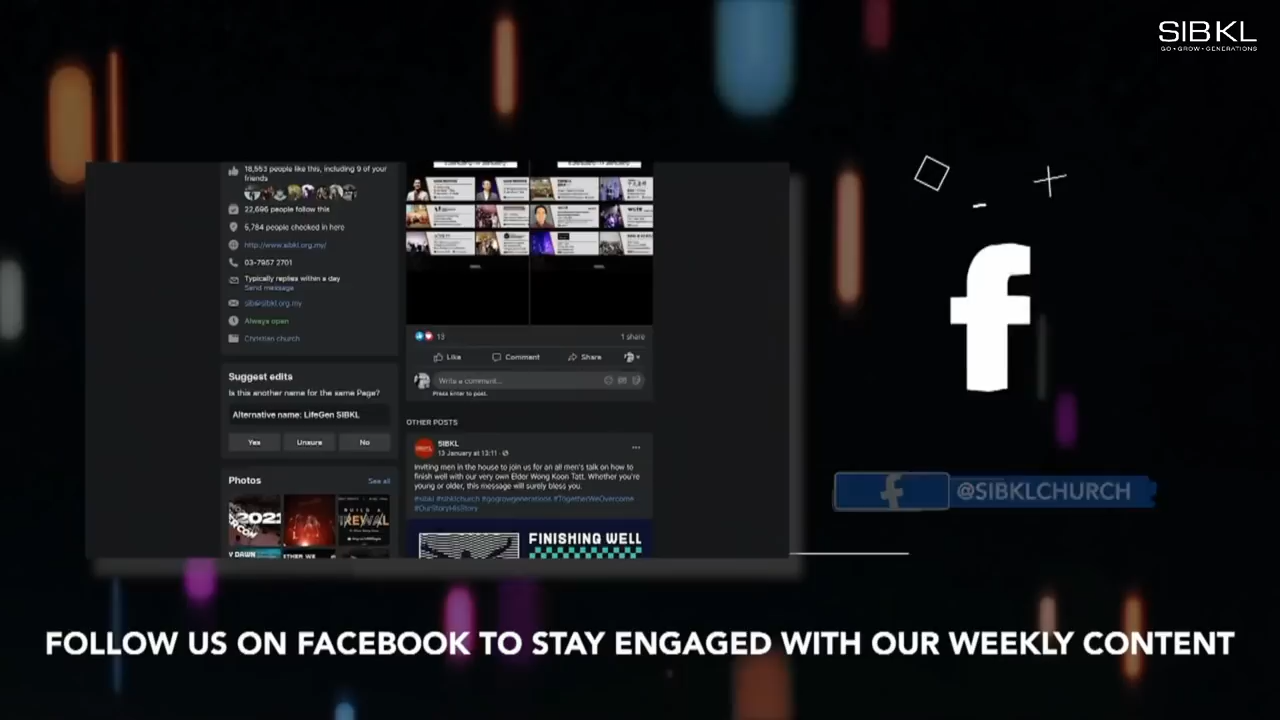 SIBKL
GO • GROW • GENERATIONS
18,553 people like this, including 9 of your
friends
22,696 people follow this
5,784 people checked in here
http://www.sibkl.org.my/
03-7957 2701
Typically replies within a day
Send message
sib@sibkl.org.my
Always open
Christian church
Suggest edits
Is this another name for the same Page?
Alternative name: LifeGen SIBKL
Yes
Unsure
No
Photos
See all
2021
13
1 share
Like
Comment
Share
Write a comment...
Press Enter to post.
OTHER POSTS
SIBKL
13 January at 13:11
Inviting men in the house to join us for an all men's talk on how to
finish well with our very own Elder Wong Koon Tatt. Whether you're
young or older, this message will surely bless you.
#sibkl #sibklchurch #gogrowgenerations #TogetherWeOvercome
#OurStoryHisStory
FINISHING WELL
@SIBKLCHURCH
FOLLOW US ON FACEBOOK TO STAY ENGAGED WITH OUR WEEKLY CONTENT